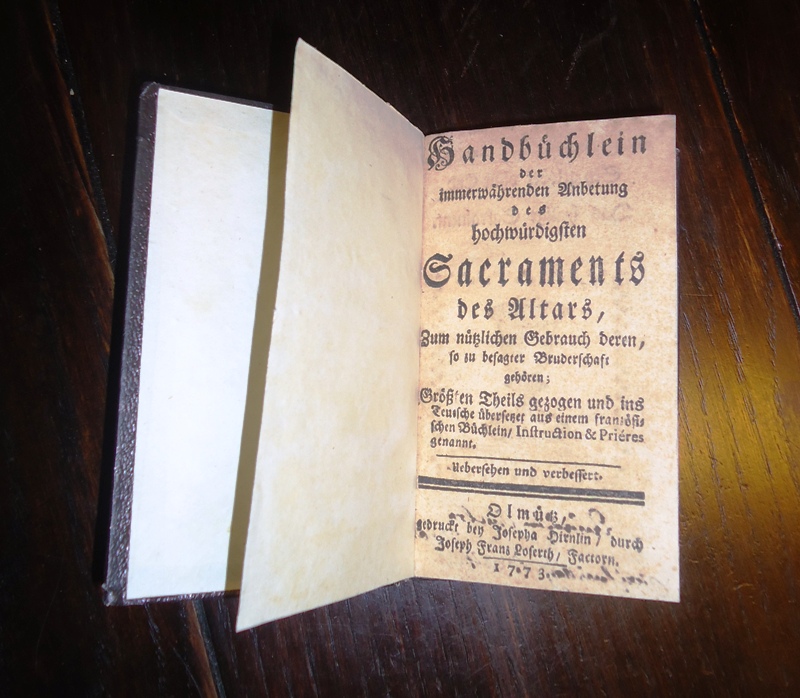 Handbüchlein
der
immerwährenden Anbetung
des
hochwürdigsten
Sacraments
des Altars,
Zum nützlichen Gebrauch deren,
so zu besagter Bruderschaft
gehören;
Größten Theils gezogen und ins
Teutsche übersetzet aus einem französi-
schen Büchlein/ Instruction & Priéres
genannt.
Uebersehen und verbessert.
Olmütz,
gedruckt bey Josepha Hirnlin/ durch
Joseph Franz Loserth/ Factorn.
1773.